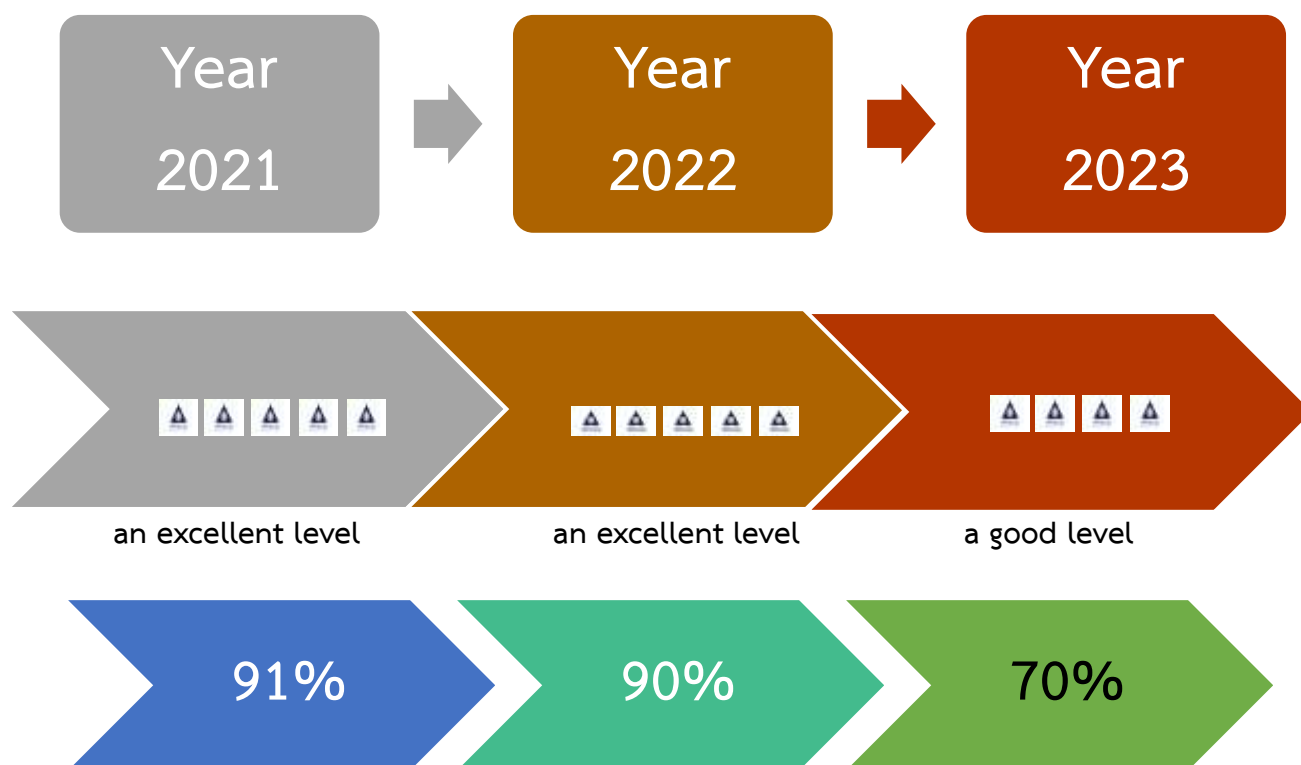 Year
2021
Year
2022
Year
2023
an excellent level
an excellent level
a good level
91%
90%
70%